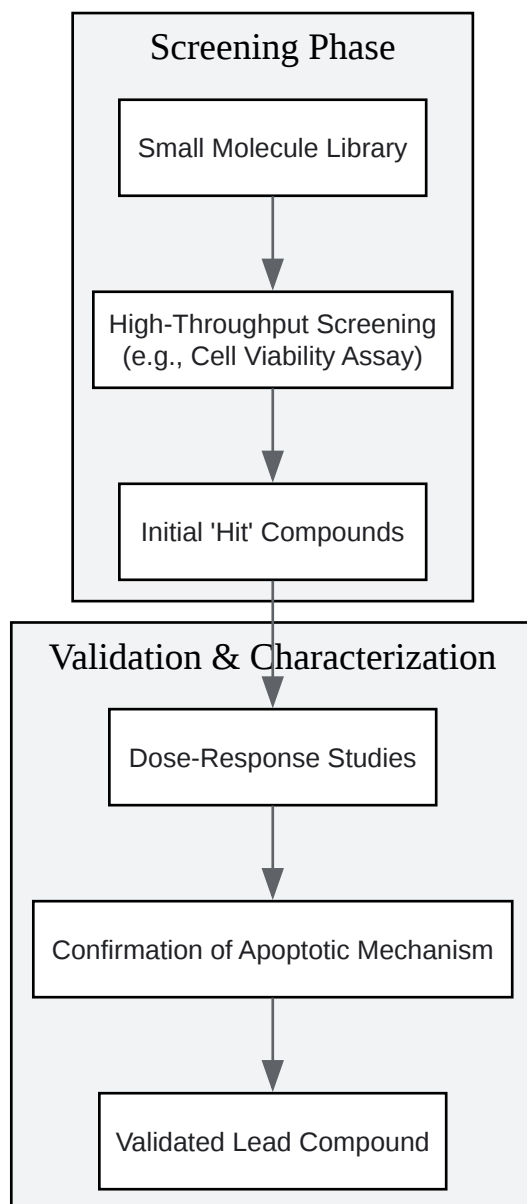 Screening Phase
Small Molecule Library
High-Throughput Screening
(e.g., Cell Viability Assay)
Initial 'Hit' Compounds
Validation & Characterization
Dose-Response Studies
Confirmation of Apoptotic Mechanism
Validated Lead Compound